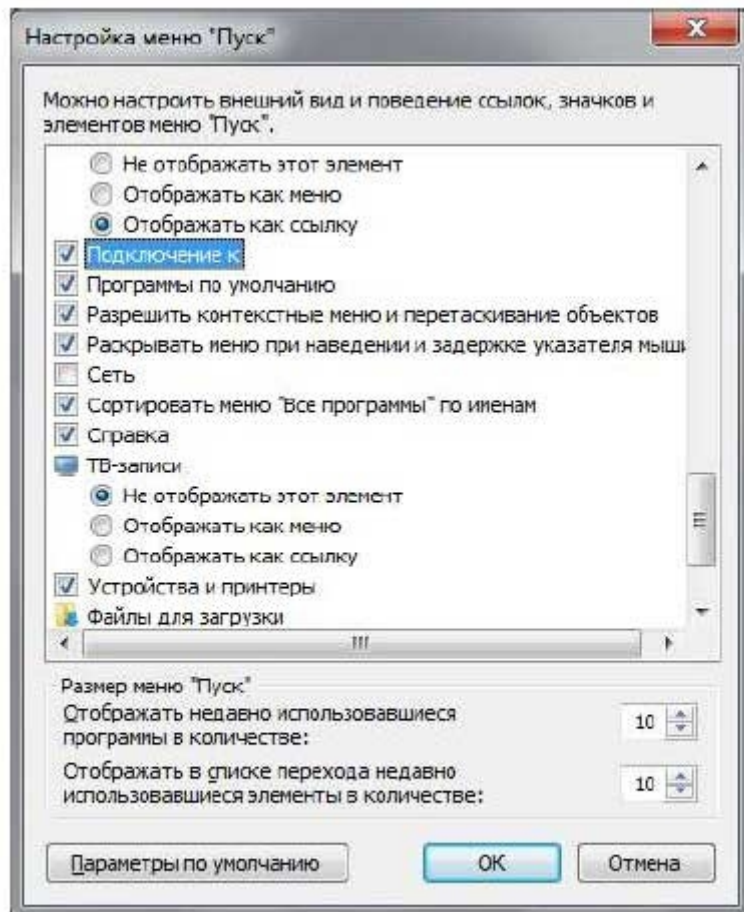 Настройка меню "Пуск"
Можно настроить внешний вид и поведение ссылок, значков и
элементов меню "Пуск".
Не отображать этот элемент
Отображать как меню
Отображать как ссылку
Подключение к
Программы по умолчанию
Разрешить контекстные меню и перетаскивание объектов
Раскрывать меню при наведении и задержке указателя мыши
Сеть
Сортировать меню "Все программы" по именам
Справка
ТВ-записи
Не отображать этот элемент
Отображать как меню
Отображать как ссылку
Устройства и принтеры
Файлы для загрузки
Размер меню "Пуск"
Отображать недавно использовавшиеся
программы в количестве:
10
Отображать в списке перехода недавно
использовавшиеся элементы в количестве:
10
Параметры по умолчанию
ОК
Отмена